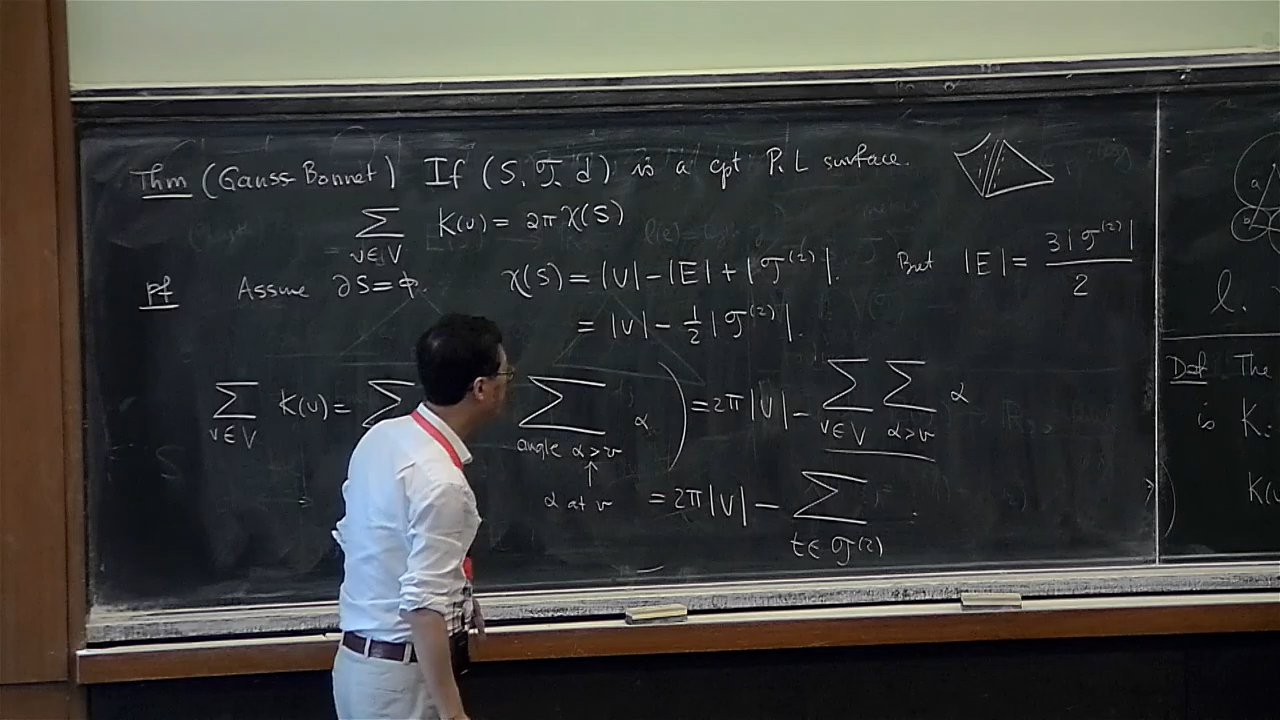 Thm (Gauss-Bonnet) If (S, 𝒯, d) is a cpt P.L surface.
∑_{v∈V} K(v) = 2π χ(S)
Pf Assume ∂S = Φ. χ(S) = |V| - |E| + |𝒯^{(2)}|. But |E| = 3|𝒯^{(2)}| / 2
= |V| - 1/2 |𝒯^{(2)}|.
∑_{v∈V} K(v) = ∑ ∑_{angle α>v} α ) = 2π|V| - ∑_{v∈V} ∑_{α>v} α
↑
α at v
= 2π|V| - ∑_{t∈𝒯^{(2)}}
a
l.
Def The
is K
K(